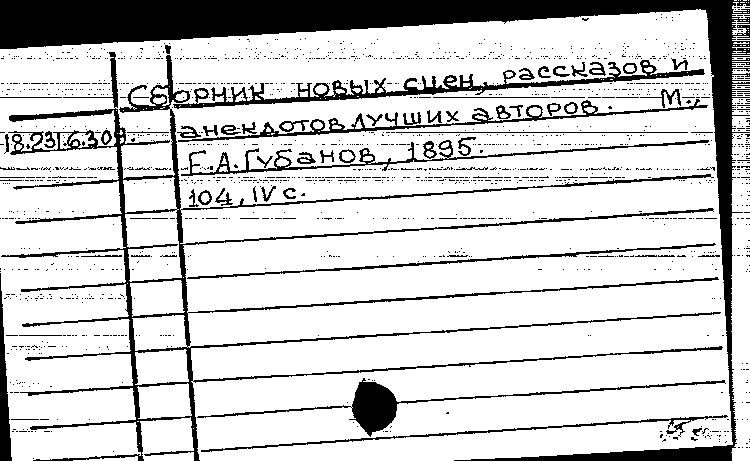 Сборник новых сцен, рассказов и
18.231.6.309. анекдотов лучших авторов. М.,
Е.А.Губанов, 1895.
104, IV с.